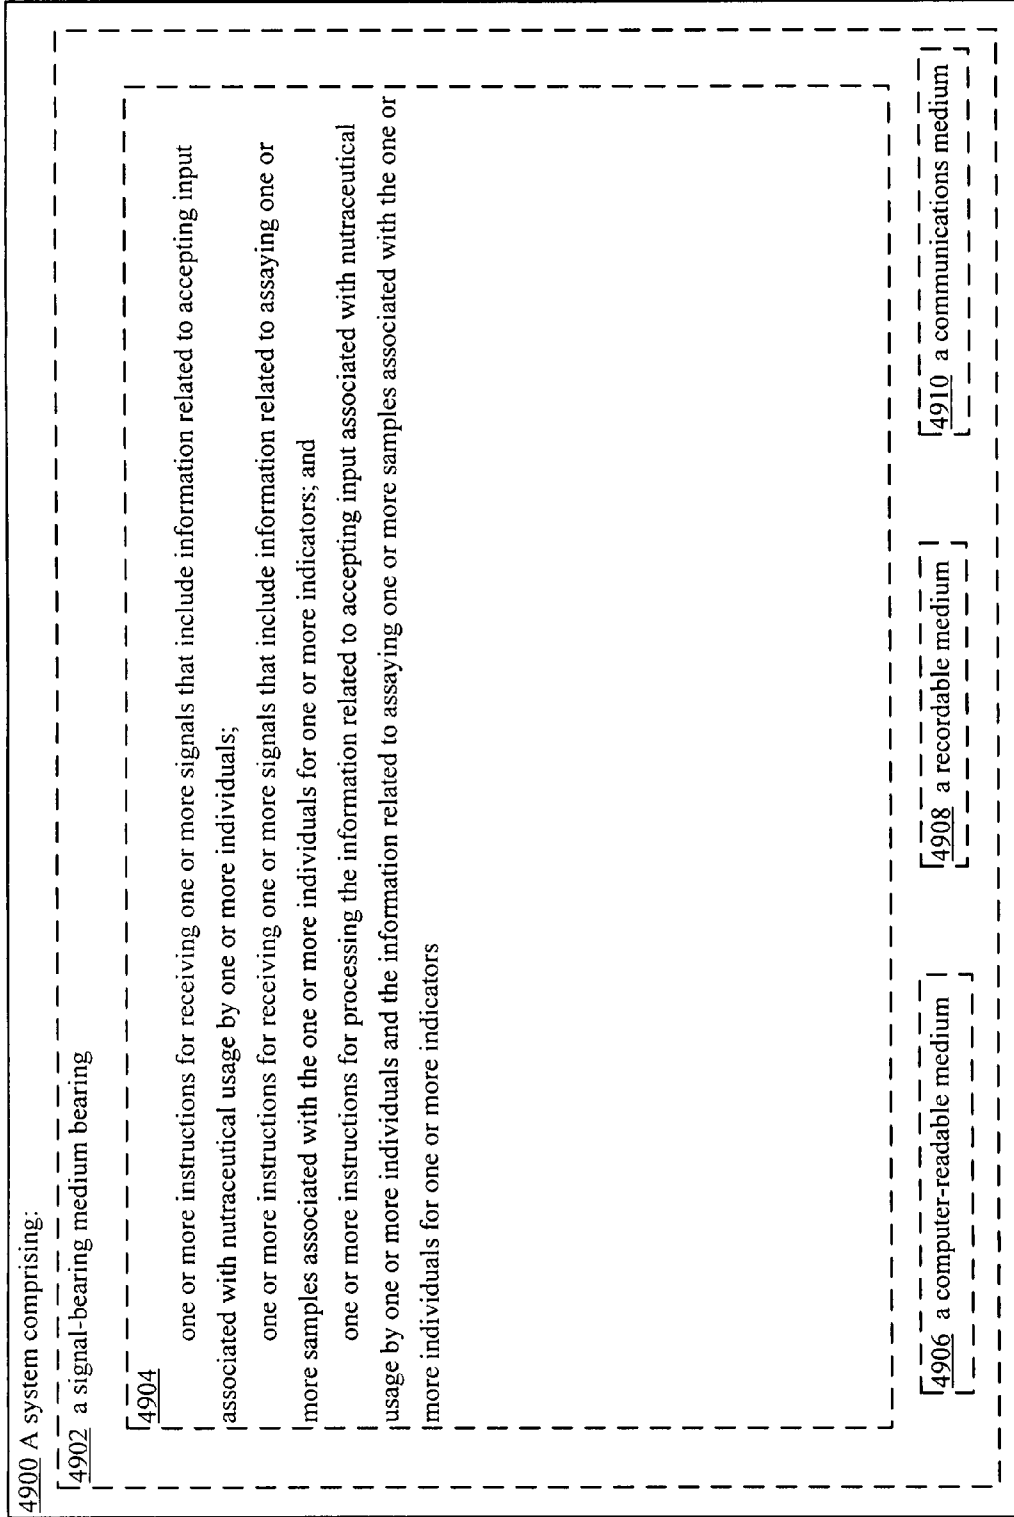 4900 A system comprising:
4902 a signal-bearing medium bearing
4904
one or more instructions for receiving one or more signals that include information related to accepting input
associated with nutraceutical usage by one or more individuals;
one or more instructions for receiving one or more signals that include information related to assaying one or
more samples associated with the one or more individuals for one or more indicators; and
one or more instructions for processing the information related to accepting input associated with nutraceutical
usage by one or more individuals and the information related to assaying one or more samples associated with the one or
more individuals for one or more indicators
4906 a computer-readable medium
4908 a recordable medium
4910 a communications medium